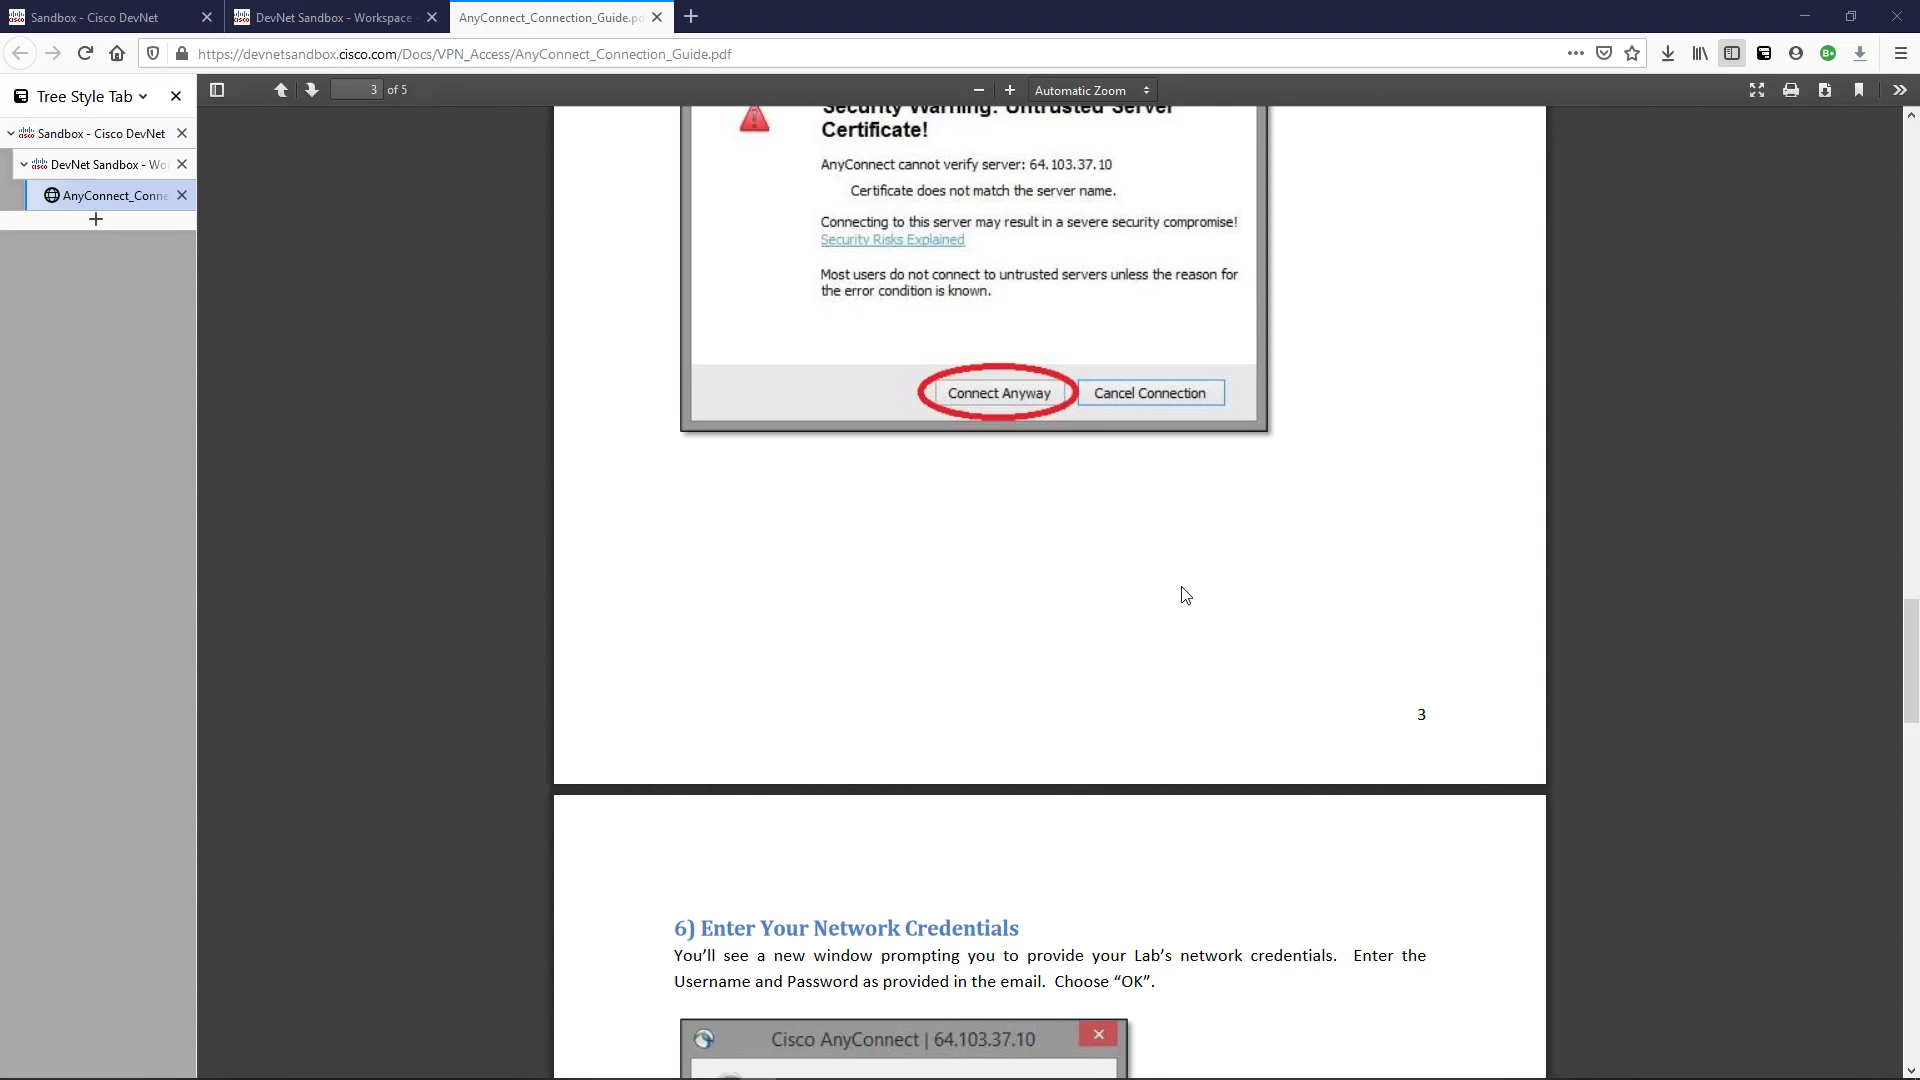 Sandbox - Cisco DevNet
DevNet Sandbox - Workspace
AnyConnect_Connection_Guide.pd
https://devnetsandbox.cisco.com/Docs/VPN_Access/AnyConnect_Connection_Guide.pdf
Tree Style Tab
3 of 5
Automatic Zoom
Sandbox - Cisco DevNet
DevNet Sandbox - Wo
AnyConnect_Conne
Security Warning: Untrusted Server
Certificate!
AnyConnect cannot verify server: 64.103.37.10
Certificate does not match the server name.
Connecting to this server may result in a severe security compromise!
Security Risks Explained
Most users do not connect to untrusted servers unless the reason for
the error condition is known.
Connect Anyway
Cancel Connection
3
6) Enter Your Network Credentials
You’ll see a new window prompting you to provide your Lab’s network credentials. Enter the
Username and Password as provided in the email. Choose “OK”.
Cisco AnyConnect | 64.103.37.10